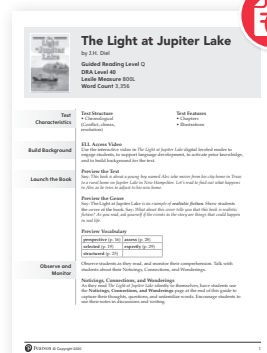 The Light
at Jupiter
Lake
The Light at Jupiter Lake
by J.H. Diel
Guided Reading Level Q
DRA Level 40
Lexile Measure 800L
Word Count 3,356
Text
Characteristics
Text Structure
• Chronological
(Conflict, climax,
resolution)
Text Features
• Chapters
• Illustrations
Build Background
ELL Access Video
Use the interactive video in The Light at Jupiter Lake digital leveled reader to
engage students, to support language development, to activate prior knowledge,
and to build background for the text.
Launch the Book
Preview the Text
Say: This book is about a young boy named Alec who moves from his city home in Texas
to a rural home on Jupiter Lake in New Hampshire. Let's read to find out what happens
to Alec as he tries to adjust to his new home.
Preview the Genre
Say: The Light at Jupiter Lake is an example of realistic fiction. Show students
the cover of the book. Say: What about this cover tells you that this book is realistic
fiction? As you read, ask yourself if the events in the story are things that could happen
in real life.
Preview Vocabulary
perspective (p. 16) assess (p. 28)
selected (p. 19) expertly (p. 29)
structured (p. 25)
Observe and
Monitor
Observe students as they read, and monitor their comprehension. Talk with
students about their Noticings, Connections, and Wonderings.
Noticings, Connections, and Wonderings
As they read The Light at Jupiter Lake silently to themselves, have students use
the Noticings, Connections, and Wonderings page at the end of this guide to
capture their thoughts, questions, and unfamiliar words. Encourage students to
use their notes in discussions and writing.
Pearson © Copyright 2020
1